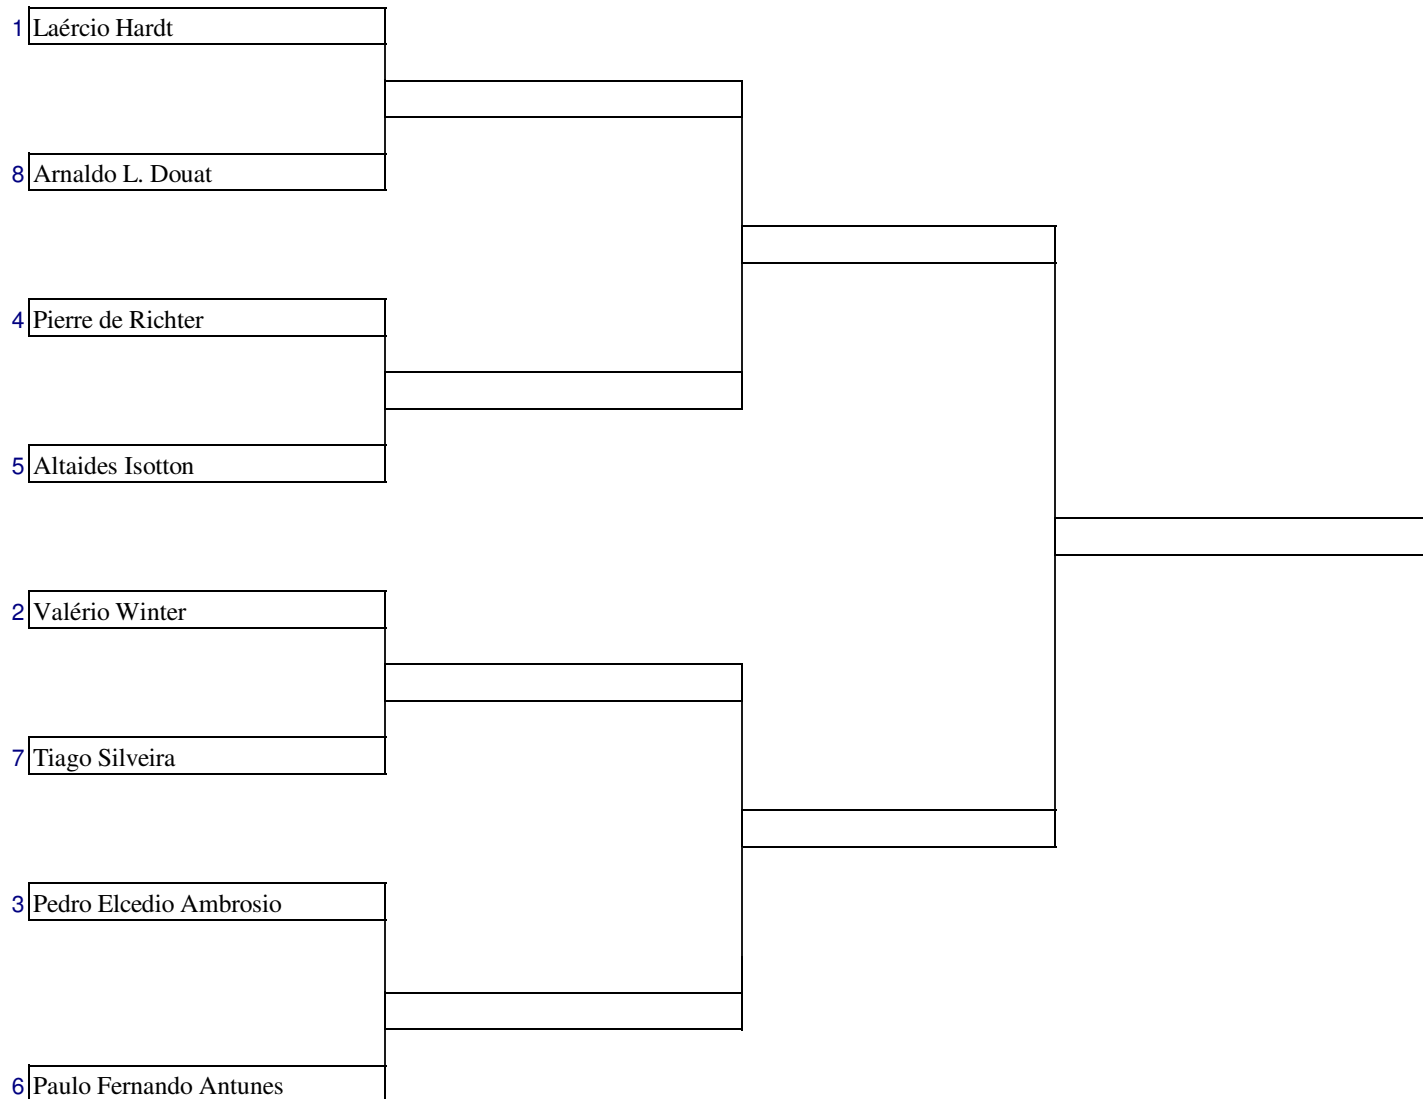 1 Laércio Hardt
8 Arnaldo L. Douat
4 Pierre de Richter
5 Altaides Isotton
2 Valério Winter
7 Tiago Silveira
3 Pedro Elcedio Ambrosio
6 Paulo Fernando Antunes